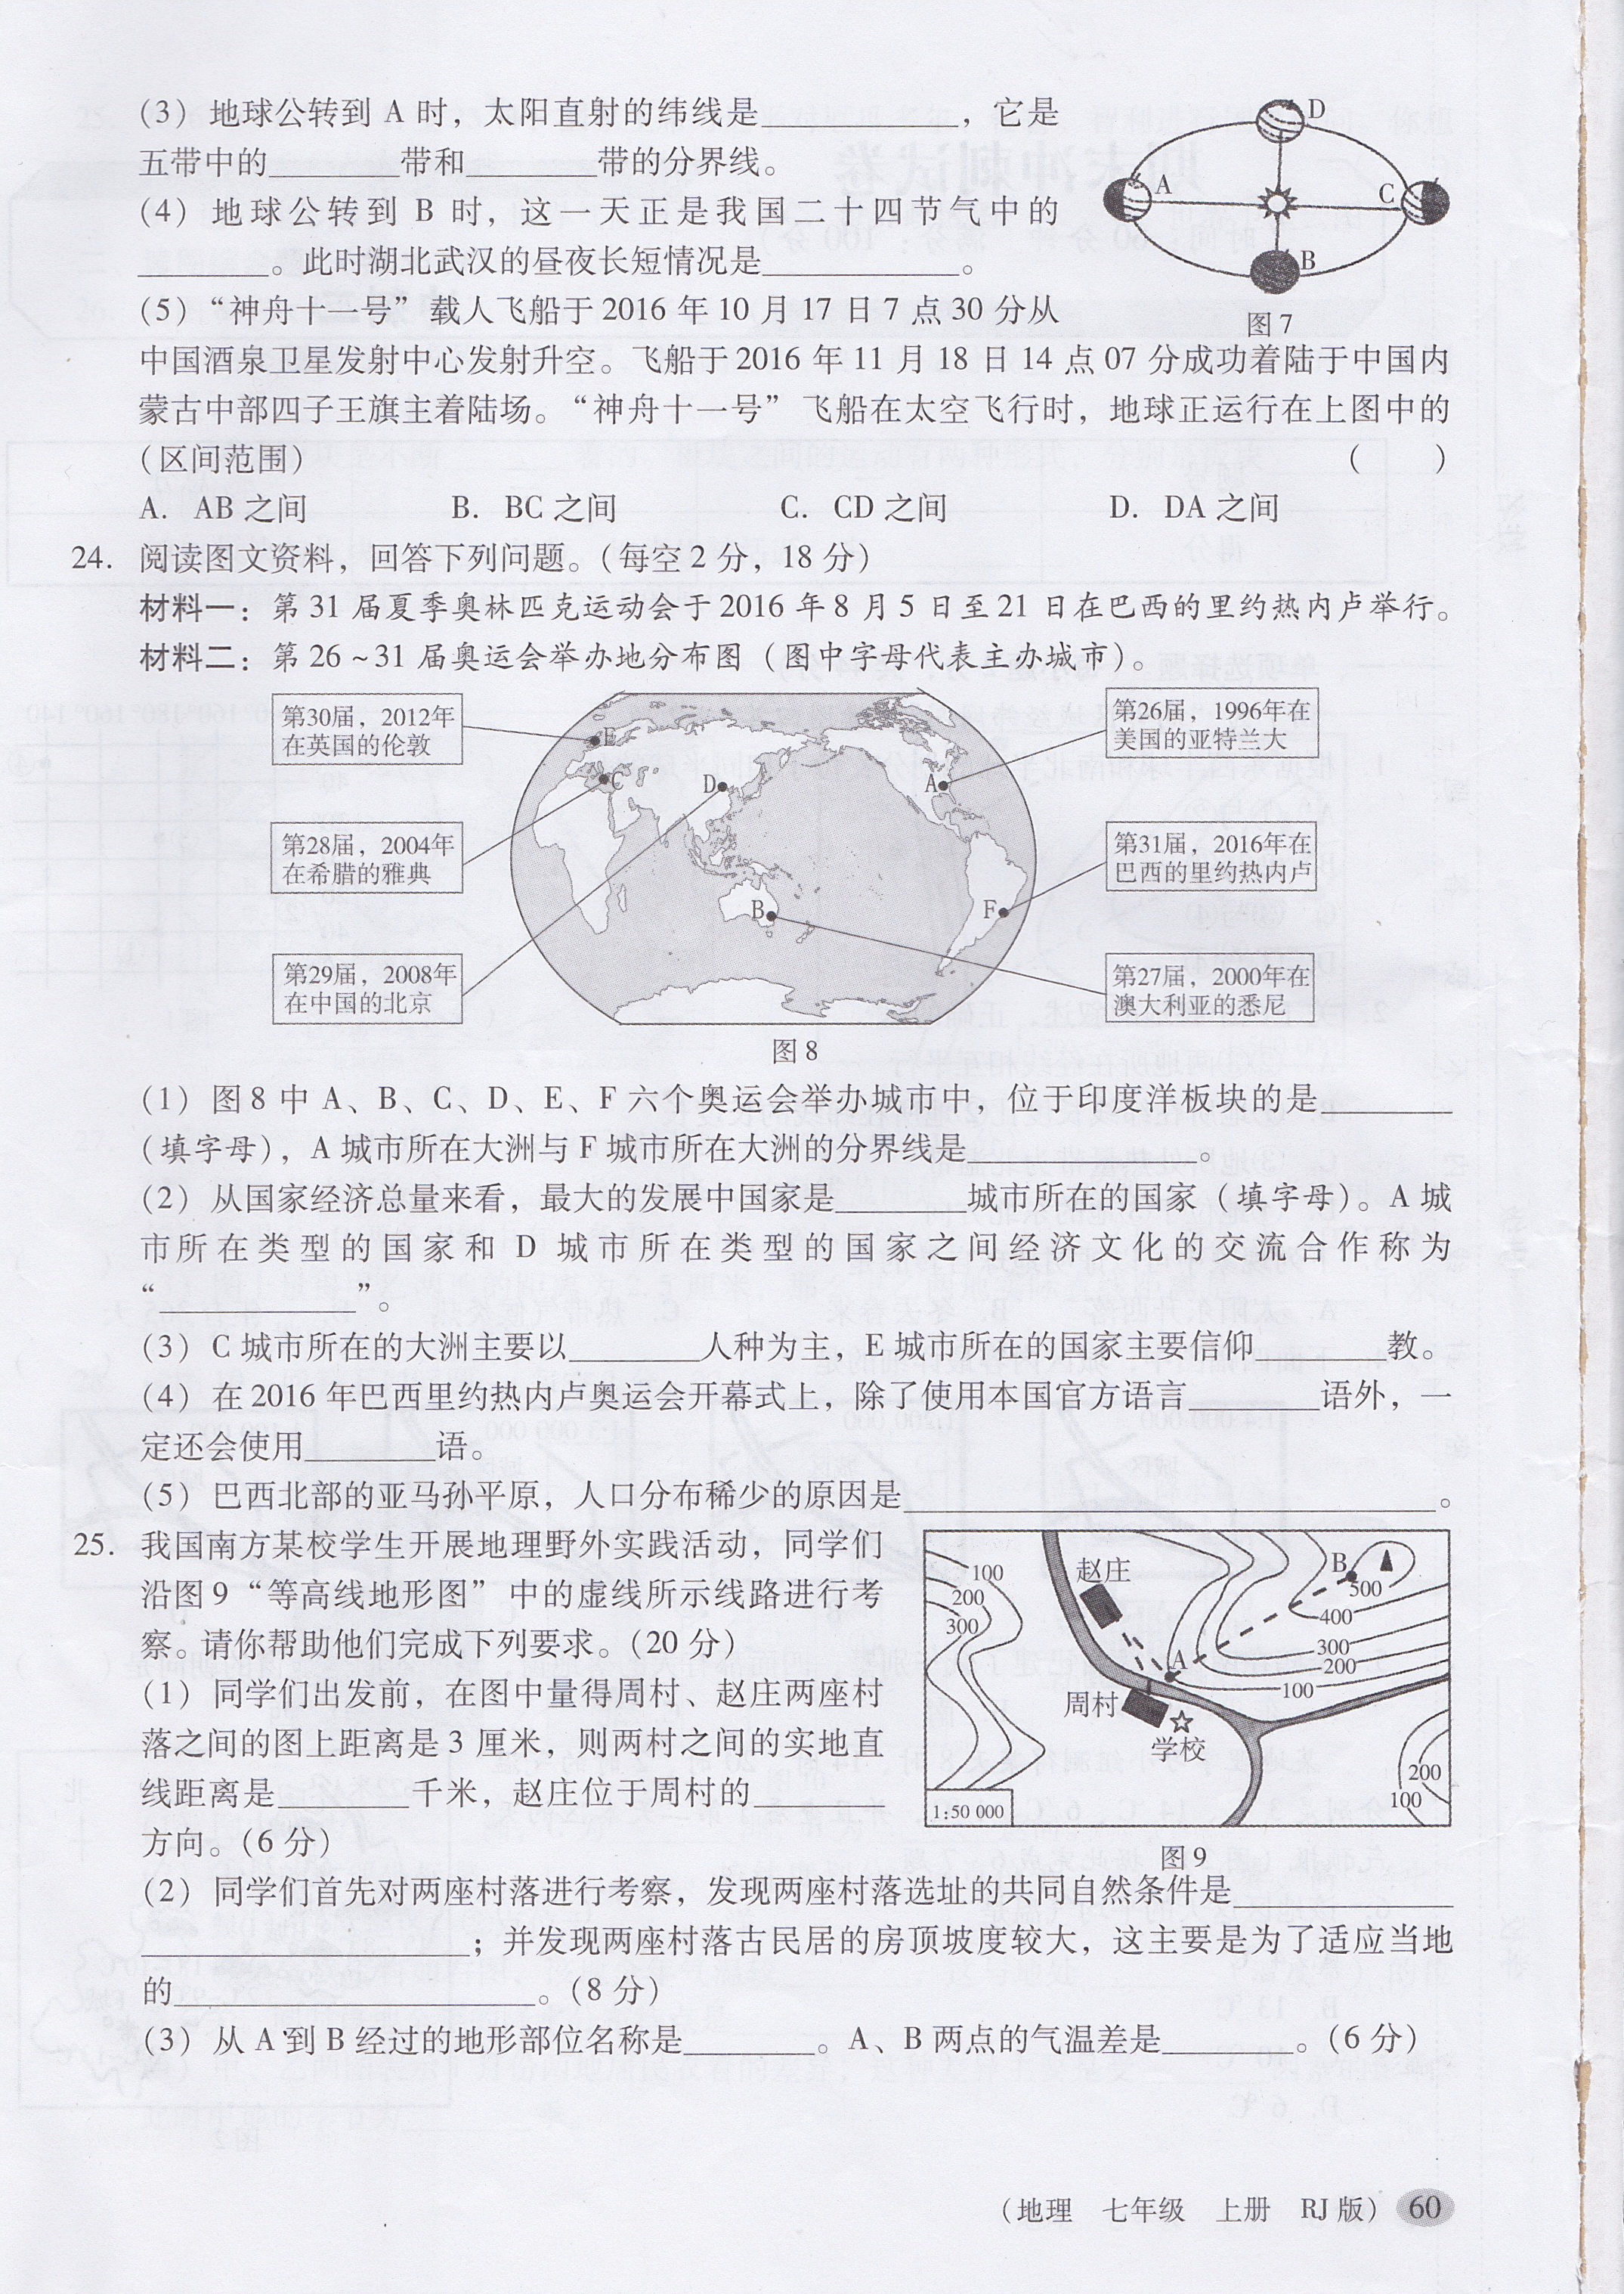 （3）地球公转到 A 时，太阳直射的纬线是____________，它是
五带中的________带和________带的分界线。
（4）地球公转到 B 时，这一天正是我国二十四节气中的
________。此时湖北武汉的昼夜长短情况是____________。
（5）“神舟十一号”载人飞船于 2016 年 10 月 17 日 7 点 30 分从
D
A
C
B
图 7
中国酒泉卫星发射中心发射升空。飞船于 2016 年 11 月 18 日 14 点 07 分成功着陆于中国内
蒙古中部四子王旗主着陆场。“神舟十一号”飞船在太空飞行时，地球正运行在上图中的
（区间范围） （　　）
A. AB 之间 B. BC 之间 C. CD 之间 D. DA 之间
24. 阅读图文资料，回答下列问题。（每空 2 分，18 分）
材料一：第 31 届夏季奥林匹克运动会于 2016 年 8 月 5 日至 21 日在巴西的里约热内卢举行。
材料二：第 26～31 届奥运会举办地分布图（图中字母代表主办城市）。
第30届，2012年
在英国的伦敦
第28届，2004年
在希腊的雅典
第29届，2008年
在中国的北京
E
C
D
A
B
F
第26届，1996年在
美国的亚特兰大
第31届，2016年在
巴西的里约热内卢
第27届，2000年在
澳大利亚的悉尼
图 8
（1）图 8 中 A、B、C、D、E、F 六个奥运会举办城市中，位于印度洋板块的是________
（填字母），A 城市所在大洲与 F 城市所在大洲的分界线是______________。
（2）从国家经济总量来看，最大的发展中国家是________城市所在的国家（填字母）。A 城
市所在类型的国家和 D 城市所在类型的国家之间经济文化的交流合作称为
“____________”。
（3）C 城市所在的大洲主要以________人种为主，E 城市所在的国家主要信仰________教。
（4）在 2016 年巴西里约热内卢奥运会开幕式上，除了使用本国官方语言________语外，一
定还会使用________语。
（5）巴西北部的亚马孙平原，人口分布稀少的原因是________________________________。
25. 我国南方某校学生开展地理野外实践活动，同学们
沿图 9“等高线地形图”中的虚线所示线路进行考
察。请你帮助他们完成下列要求。（20 分）
（1）同学们出发前，在图中量得周村、赵庄两座村
落之间的图上距离是 3 厘米，则两村之间的实地直
线距离是________千米，赵庄位于周村的________
方向。（6 分）
100
200
300
赵庄
B
500
400
300
200
100
A
周村
学校
200
100
1:50 000
图 9
（2）同学们首先对两座村落进行考察，发现两座村落选址的共同自然条件是______________
____________________；并发现两座村落古民居的房顶坡度较大，这主要是为了适应当地
的______________________。（8 分）
（3）从 A 到 B 经过的地形部位名称是________。A、B 两点的气温差是________。（6 分）
（地理 七年级 上册 RJ 版） 60